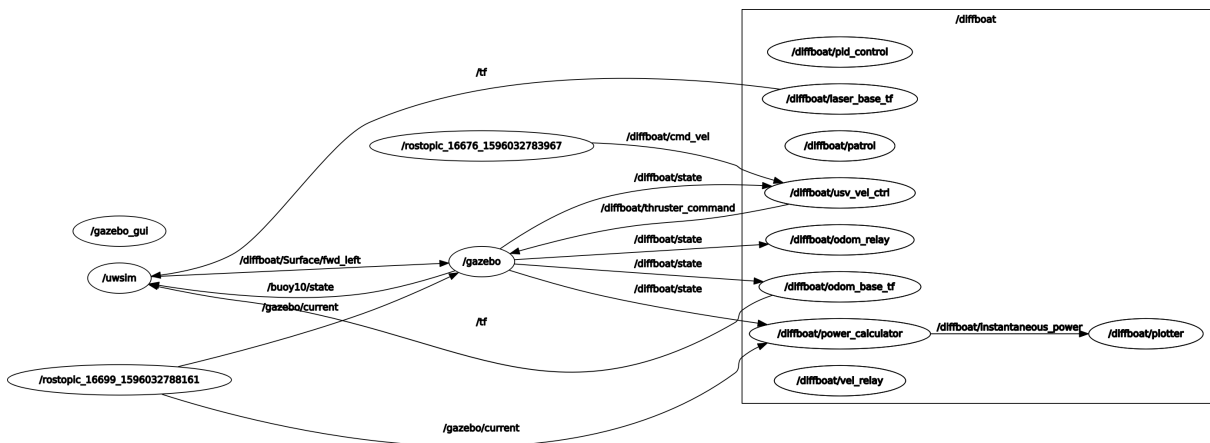 /diffboat
/diffboat/pid_control
/tf
/diffboat/laser_base_tf
/diffboat/cmd_vel
/rostopic_16676_1596032783967
/diffboat/patrol
/diffboat/state
/diffboat/usv_vel_ctrl
/diffboat/thruster_command
/gazebo_gui
/diffboat/state
/diffboat/odom_relay
/diffboat/Surface/fwd_left
/gazebo
/diffboat/state
/uwsim
/buoy10/state
/diffboat/state
/diffboat/odom_base_tf
/gazebo/current
/tf
/diffboat/power_calculator
/diffboat/instantaneous_power
/diffboat/plotter
/rostopic_16699_1596032788161
/diffboat/vel_relay
/gazebo/current